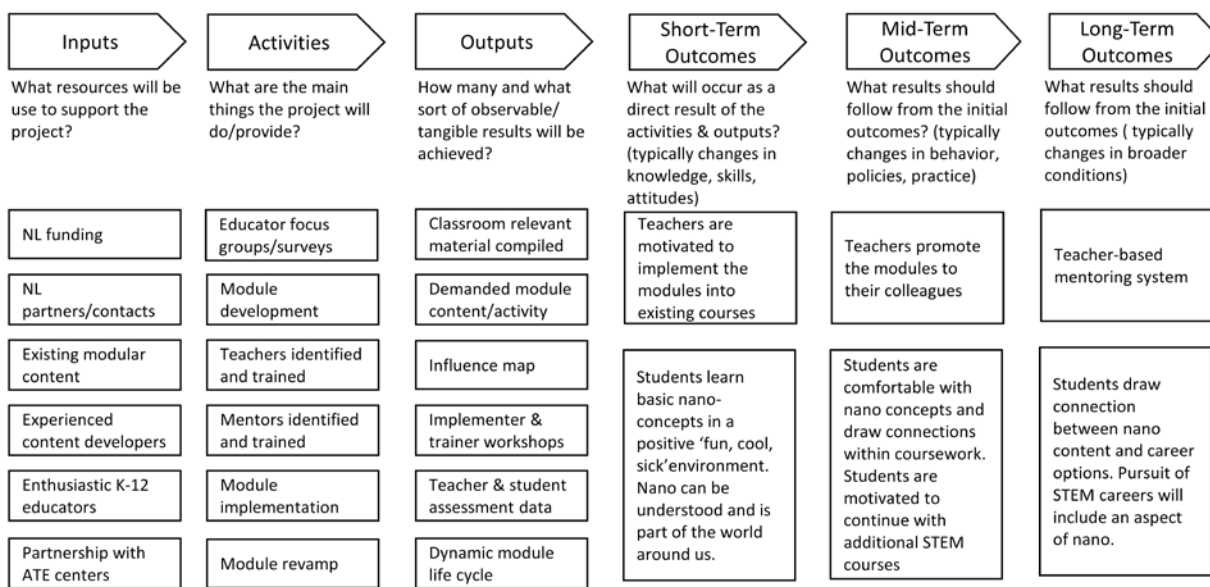 Inputs
What resources will be
use to support the
project?
NL funding
NL
partners/contacts
Existing modular
content
Experienced
content developers
Enthusiastic K-12
educators
Partnership with
ATE centers
Activities
What are the main
things the project will
do/provide?
Educator focus
groups/surveys
Module
development
Teachers identified
and trained
Mentors identified
and trained
Module
implementation
Module revamp
Outputs
How many and what
sort of observable/
tangible results will be
achieved?
Classroom relevant
material compiled
Demanded module
content/activity
Influence map
Implementer &
trainer workshops
Teacher & student
assessment data
Dynamic module
life cycle
Short-Term
Outcomes
What will occur as a
direct result of the
activities & outputs?
(typically changes in
knowledge, skills,
attitudes)
Teachers are
motivated to
implement the
modules into
existing courses
Students learn
basic nano-
concepts in a
positive ‘fun, cool,
sick’environment.
Nano can be
understood and is
part of the world
around us.
Mid-Term
Outcomes
What results should
follow from the initial
outcomes? (typically
changes in behavior,
policies, practice)
Teachers promote
the modules to
their colleagues
Students are
comfortable with
nano concepts and
draw connections
within coursework.
Students are
motivated to
continue with
additional STEM
courses
Long-Term
Outcomes
What results should
follow from the initial
outcomes ( typically
changes in broader
conditions)
Teacher-based
mentoring system
Students draw
connection
between nano
content and career
options. Pursuit of
STEM careers will
include an aspect
of nano.